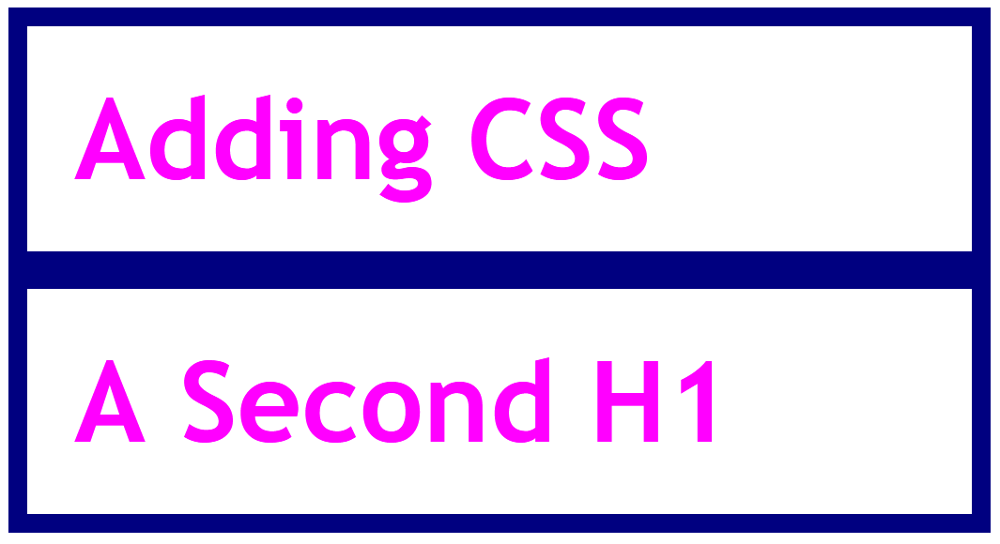 Adding CSS
A Second H1